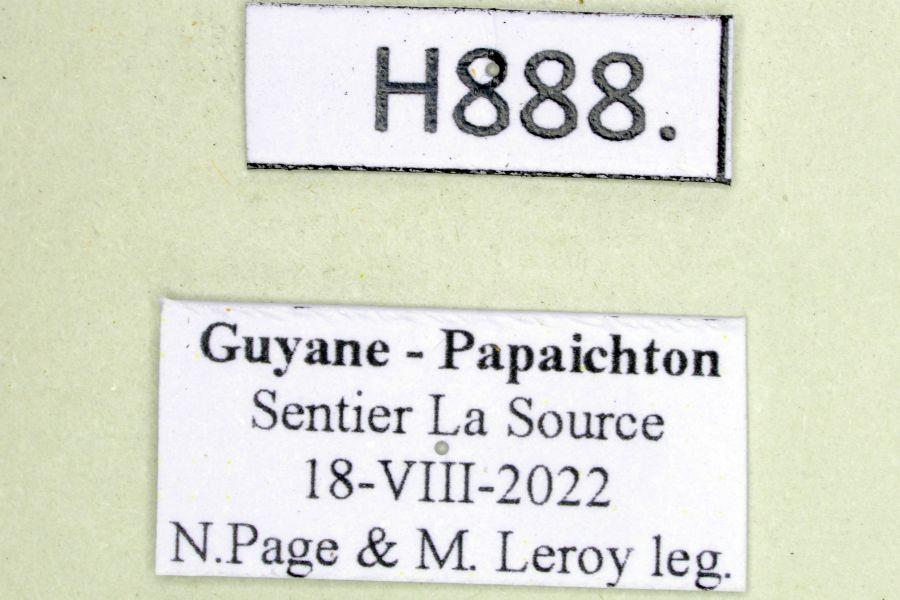 H888.
Guyane - Papaichton
Sentier La Source
18-VIII-2022
N.Page & M. Leroy leg.